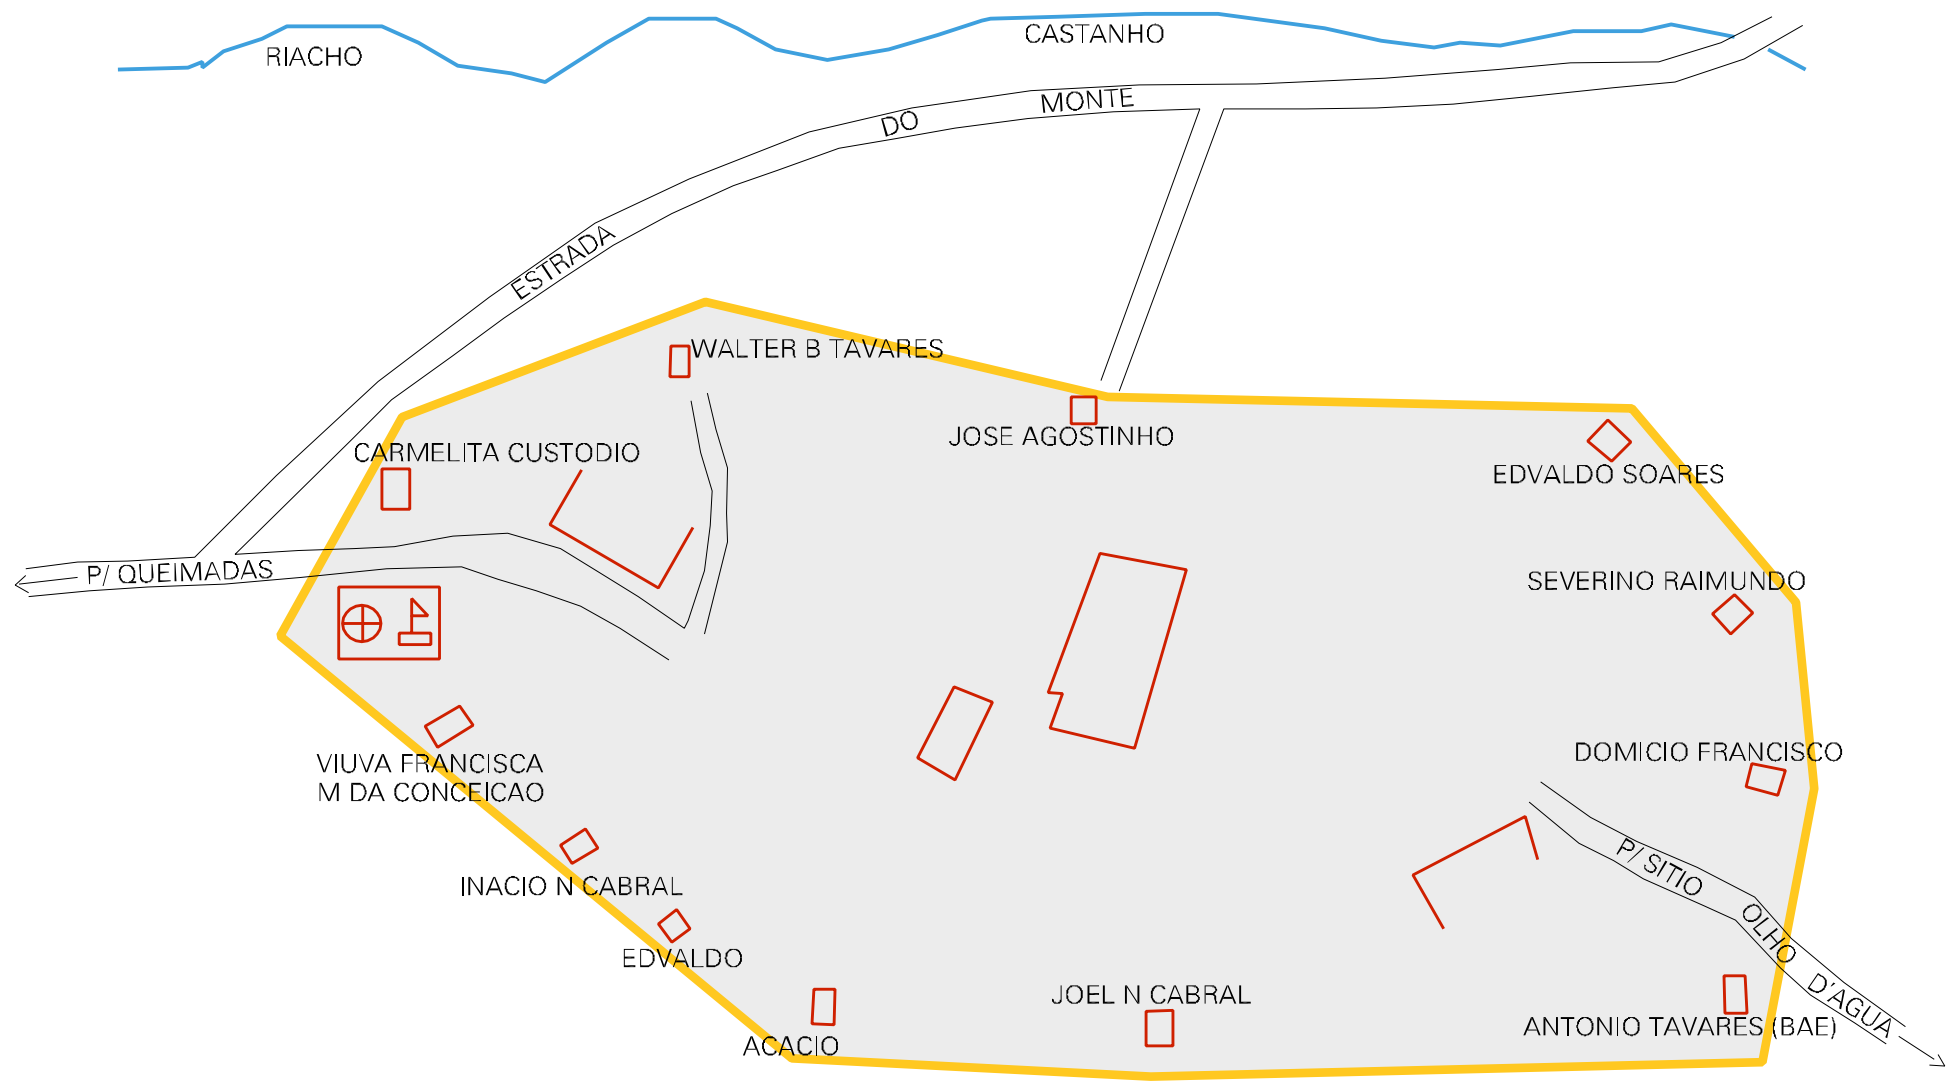 RIACHO
CASTANHO
ESTRADA DO MONTE
WALTER B TAVARES
JOSE AGOSTINHO
CARMELITA CUSTODIO
EDVALDO SOARES
P/ QUEIMADAS
SEVERINO RAIMUNDO
DOMICIO FRANCISCO
VIUVA FRANCISCA
M DA CONCEICAO
P/ SITIO OLHO D'AGUA
INACIO N CABRAL
EDVALDO
JOEL N CABRAL
ANTONIO TAVARES (BAE)
ACACIO